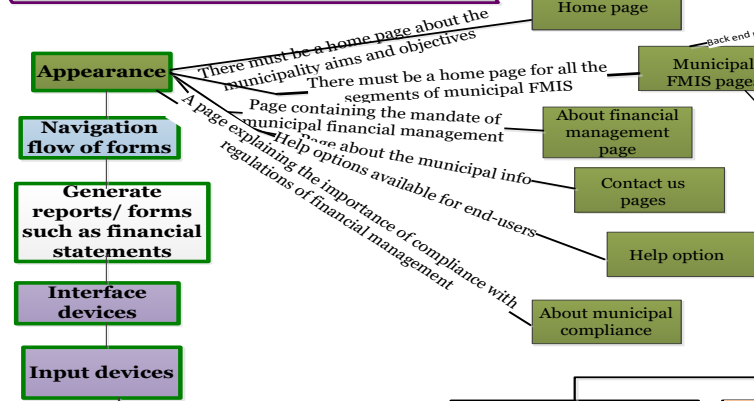 Home page
There must be a home page about the
municipality aims and objectives
Back end
Appearance
There must be a home page for all the
segments of municipal FMIS
Municipal
FMIS page
Page containing the mandate of
municipal financial management
About financial
management
page
Navigation
flow of forms
Page about the municipal info
Contact us
pages
Help options available for end-users
Help option
A page explaining the importance of compliance with
regulations of financial management
About municipal
compliance
Generate
reports/ forms
such as financial
statements
Interface
devices
Input devices